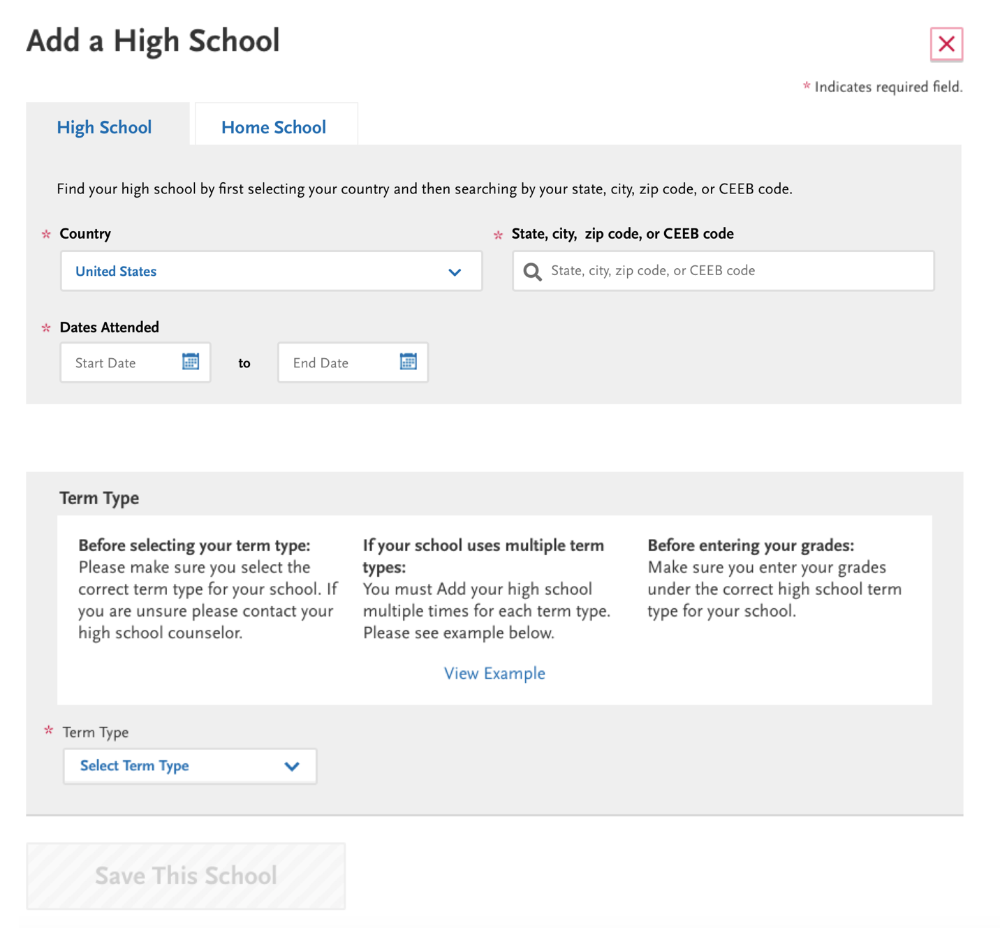 Add a High School
* Indicates required field.
High School
Home School
Find your high school by first selecting your country and then searching by your state, city, zip code, or CEEB code.
* Country
* State, city, zip code, or CEEB code
United States
State, city, zip code, or CEEB code
* Dates Attended
Start Date
to
End Date
Term Type
Before selecting your term type:
Please make sure you select the
correct term type for your school. If
you are unsure please contact your
high school counselor.
If your school uses multiple term
types:
You must Add your high school
multiple times for each term type.
Please see example below.
Before entering your grades:
Make sure you enter your grades
under the correct high school term
type for your school.
View Example
* Term Type
Select Term Type
Save This School